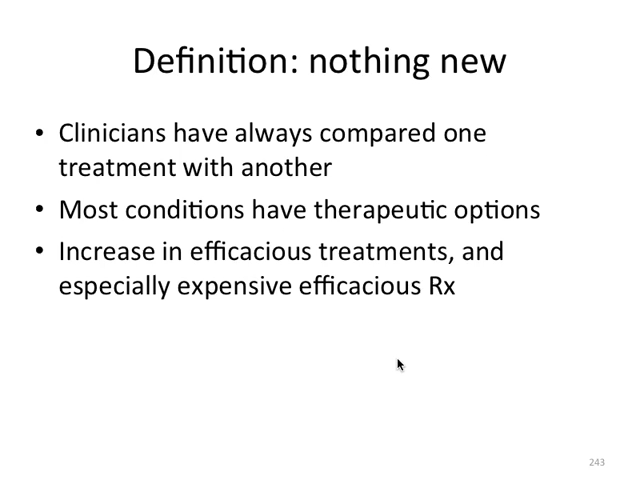 Definition: nothing new
• Clinicians have always compared one
treatment with another
• Most conditions have therapeutic options
• Increase in efficacious treatments, and
especially expensive efficacious Rx
243